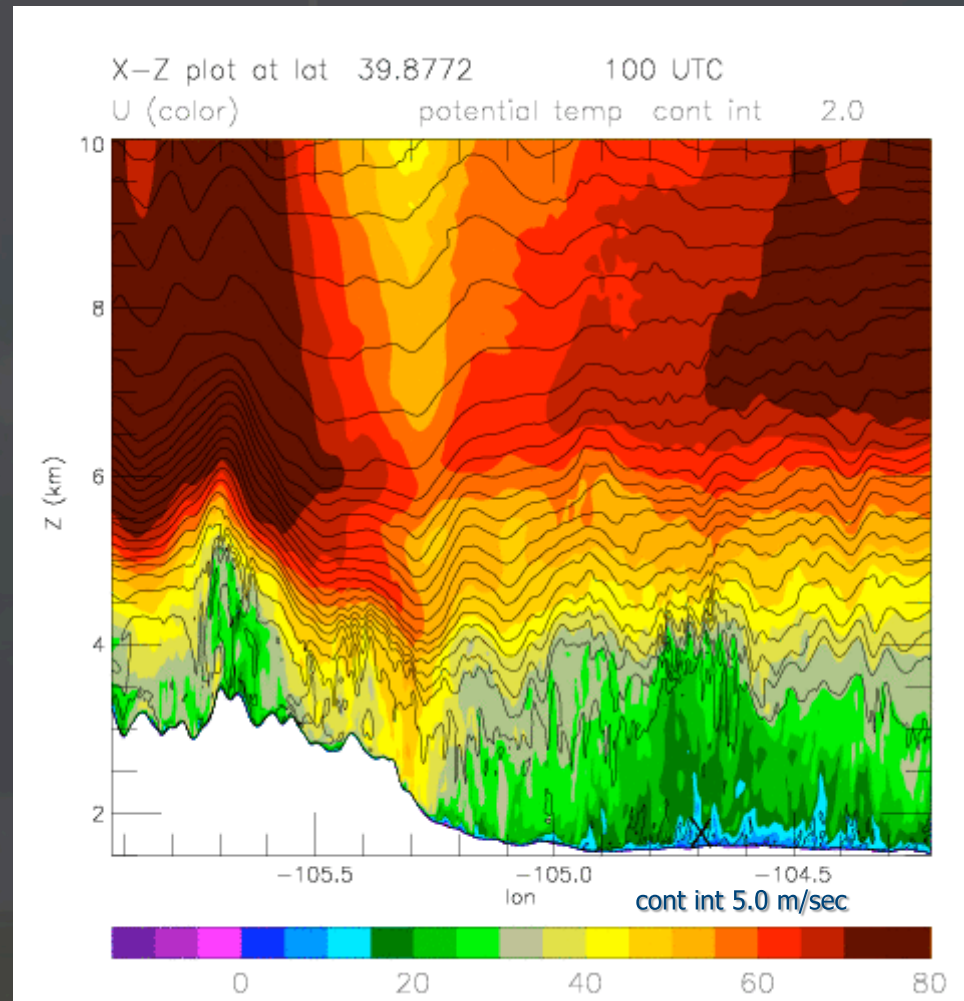 X-Z plot at lat 39.8772 100 UTC
U (color) potential temp cont int 2.0
10
8
6
4
2
Z (km)
-105.5 -105.0 -104.5
lon
X
cont int 5.0 m/sec
0 20 40 60 80